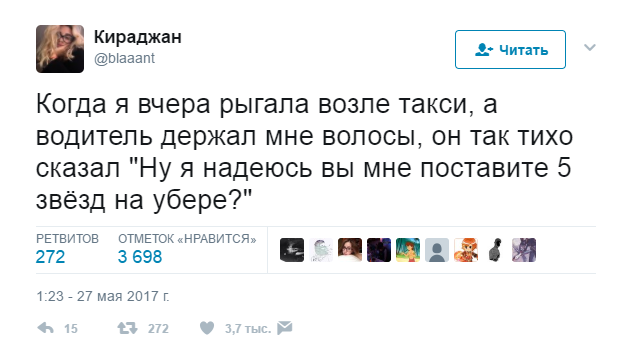 Кираджан
@blaaant
Читать
Когда я вчера рыгала возле такси, а
водитель держал мне волосы, он так тихо
сказал "Ну я надеюсь вы мне поставите 5
звёзд на убере?"
РЕТВИТОВ ОТМЕТОК «НРАВИТСЯ»
272 3 698
1:23 - 27 мая 2017 г.
15 272 3,7 тыс.